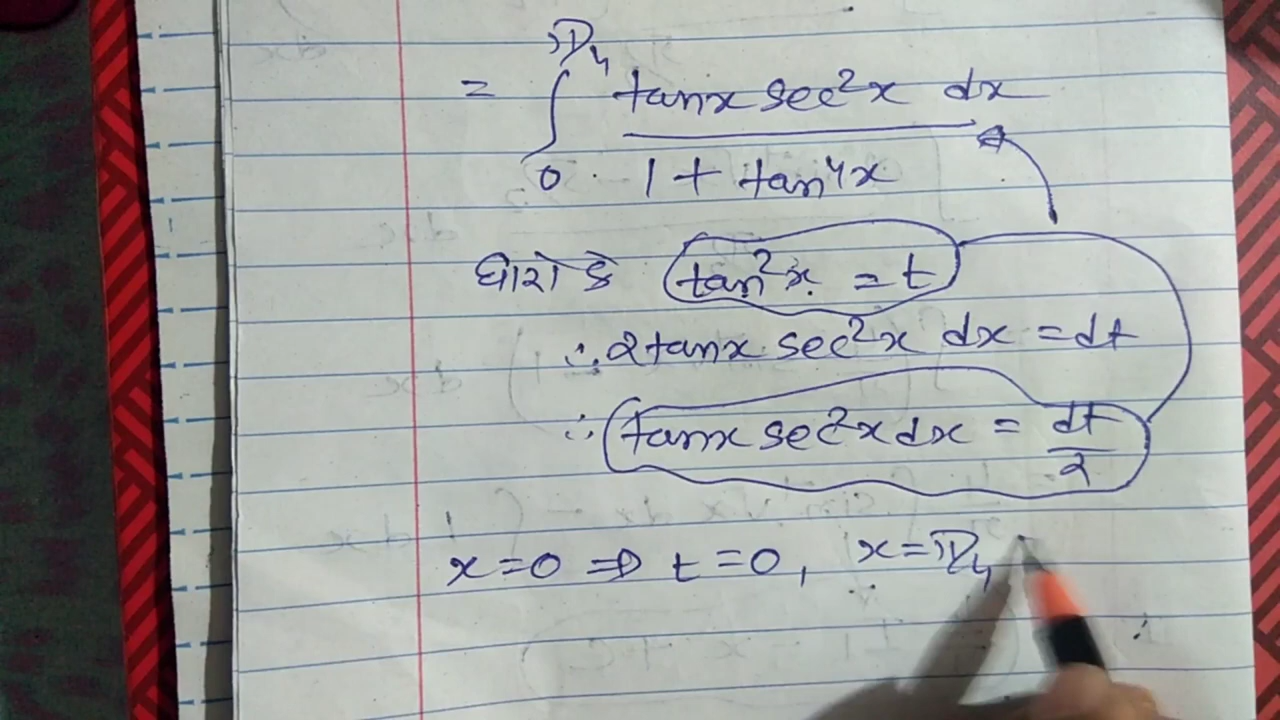 = ∫₀^(π/4) tanx sec²x dx / 1 + tan⁴x
ધારો કે tan²x = t
∴ 2tanx sec²x dx = dt
∴ tanx sec²x dx = dt/2
x = 0 ⇒ t = 0, x = π/4